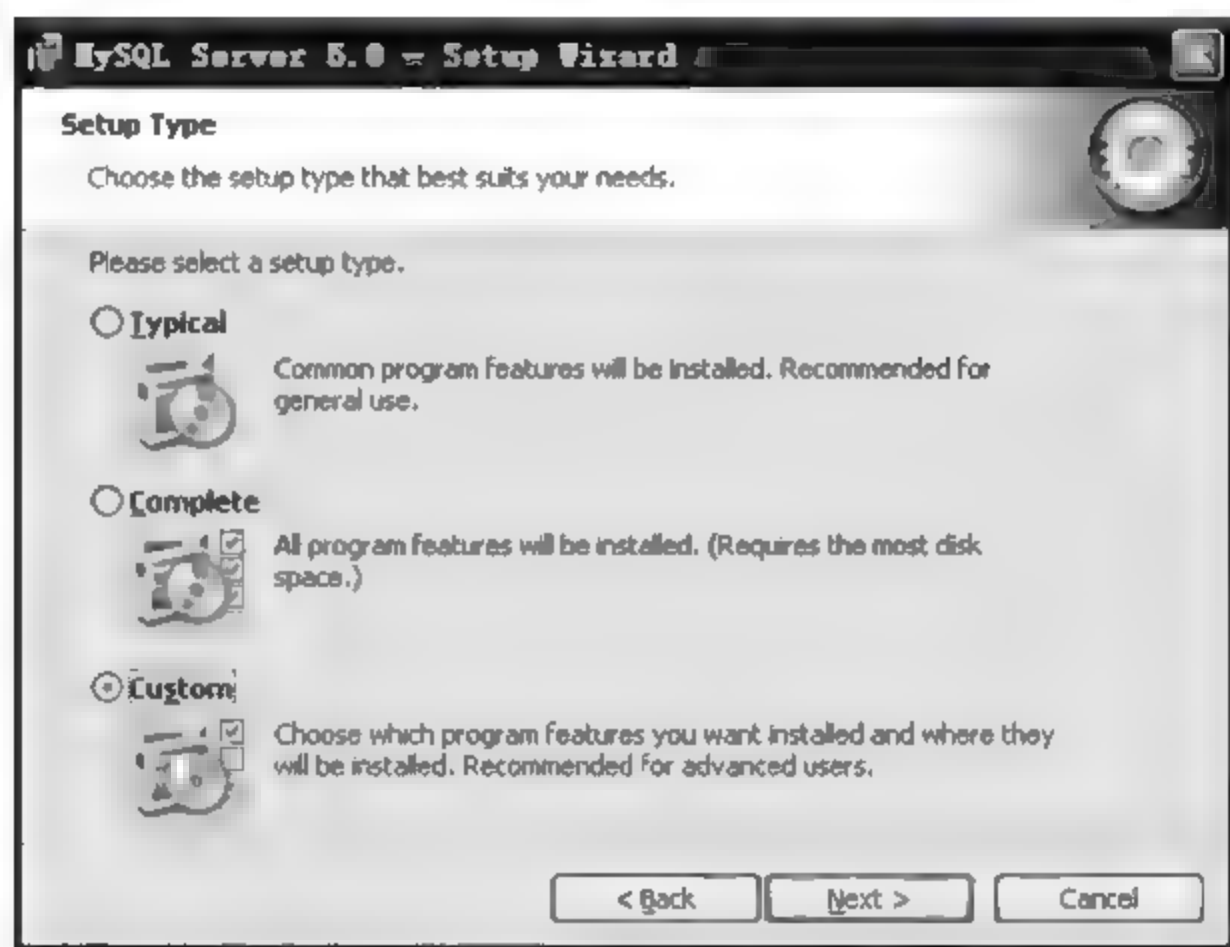 MySQL Server 5.0 - Setup Wizard
Setup Type
Choose the setup type that best suits your needs.
Please select a setup type.
Typical
Common program features will be installed. Recommended for
general use.
Complete
All program features will be installed. (Requires the most disk
space.)
Custom
Choose which program features you want installed and where they
will be installed. Recommended for advanced users.
< Back
Next >
Cancel